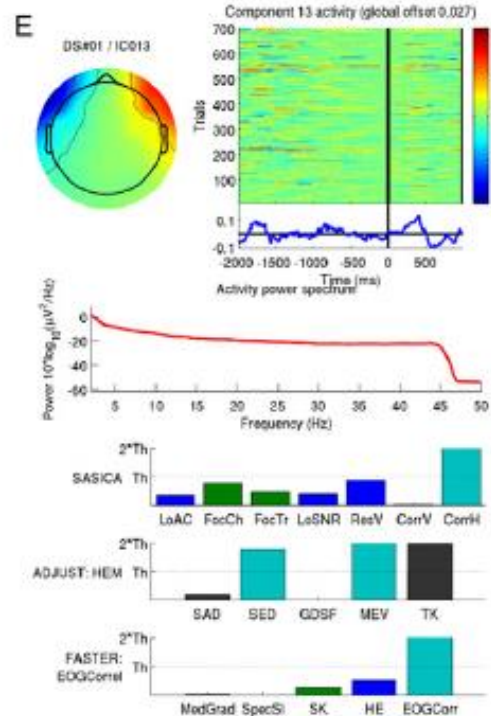 E
DS#01 / IC013
Component 13 activity (global offset 0.027)
Trials
700
600
500
400
300
200
100
0.1
-0.1
-2000 -1500 -1000 -500 0 500
Time (ms)
Activity power spectrum
Power 10*log10(µV²/Hz)
0
-20
-40
-60
5 10 15 20 25 30 35 40 45 50
Frequency (Hz)
SASICA
2*Th
Th
LoAC FocCh FocTr LoSNR ResV CorrV CorrH
ADJUST: HEM
2*Th
Th
SAD SED GDSF MEV TK
FASTER:
EOGCorrel
2*Th
Th
MedGrad SpecSl SK HE EOGCorr